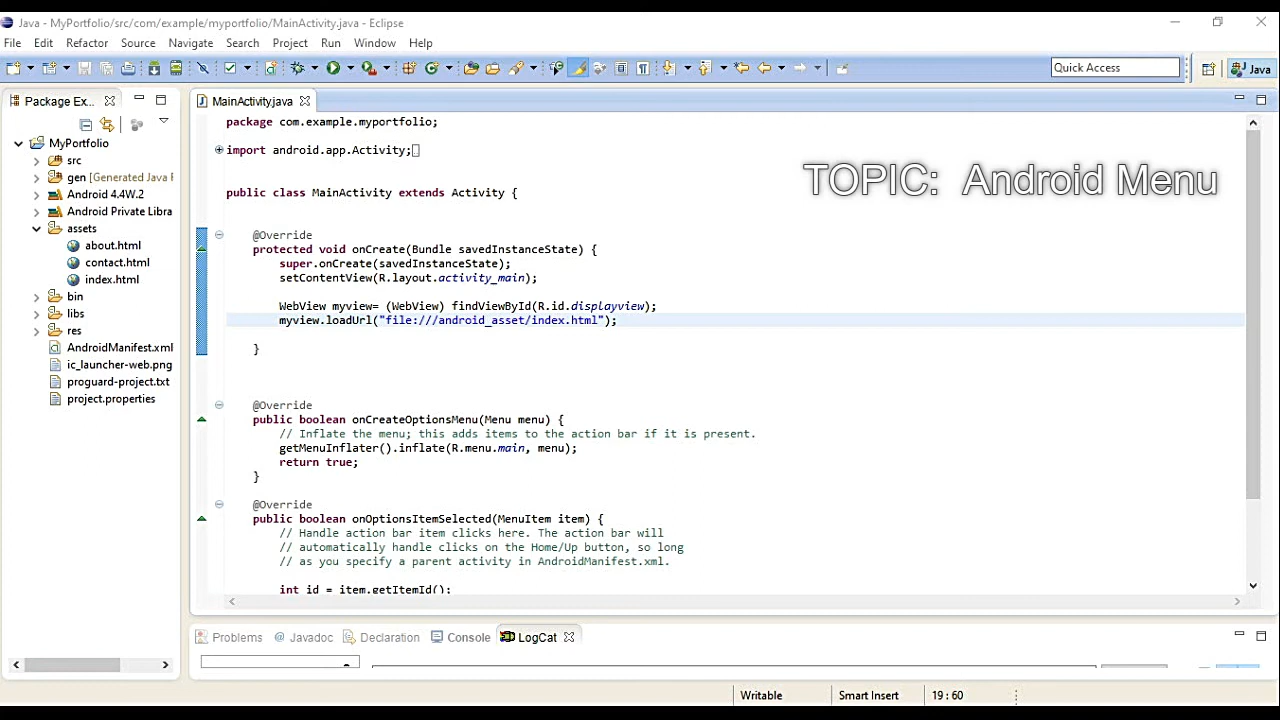 Java - MyPortfolio/src/com/example/myportfolio/MainActivity.java - Eclipse
File Edit Refactor Source Navigate Search Project Run Window Help
Quick Access
Java
Package Ex...
MyPortfolio
src
gen [Generated Java F
Android 4.4W.2
Android Private Libra
assets
about.html
contact.html
index.html
bin
libs
res
AndroidManifest.xml
ic_launcher-web.png
proguard-project.txt
project.properties
MainActivity.java
package com.example.myportfolio;
import android.app.Activity;
TOPIC: Android Menu
public class MainActivity extends Activity {
@Override
protected void onCreate(Bundle savedInstanceState) {
super.onCreate(savedInstanceState);
setContentView(R.layout.activity_main);
WebView myview= (WebView) findViewById(R.id.displayview);
myview.loadUrl("file:///android_asset/index.html");
}
@Override
public boolean onCreateOptionsMenu(Menu menu) {
// Inflate the menu; this adds items to the action bar if it is present.
getMenuInflater().inflate(R.menu.main, menu);
return true;
}
@Override
public boolean onOptionsItemSelected(MenuItem item) {
// Handle action bar item clicks here. The action bar will
// automatically handle clicks on the Home/Up button, so long
// as you specify a parent activity in AndroidManifest.xml.
int id = item.getItemId();
Problems @ Javadoc Declaration Console LogCat
Writable Smart Insert 19 : 60